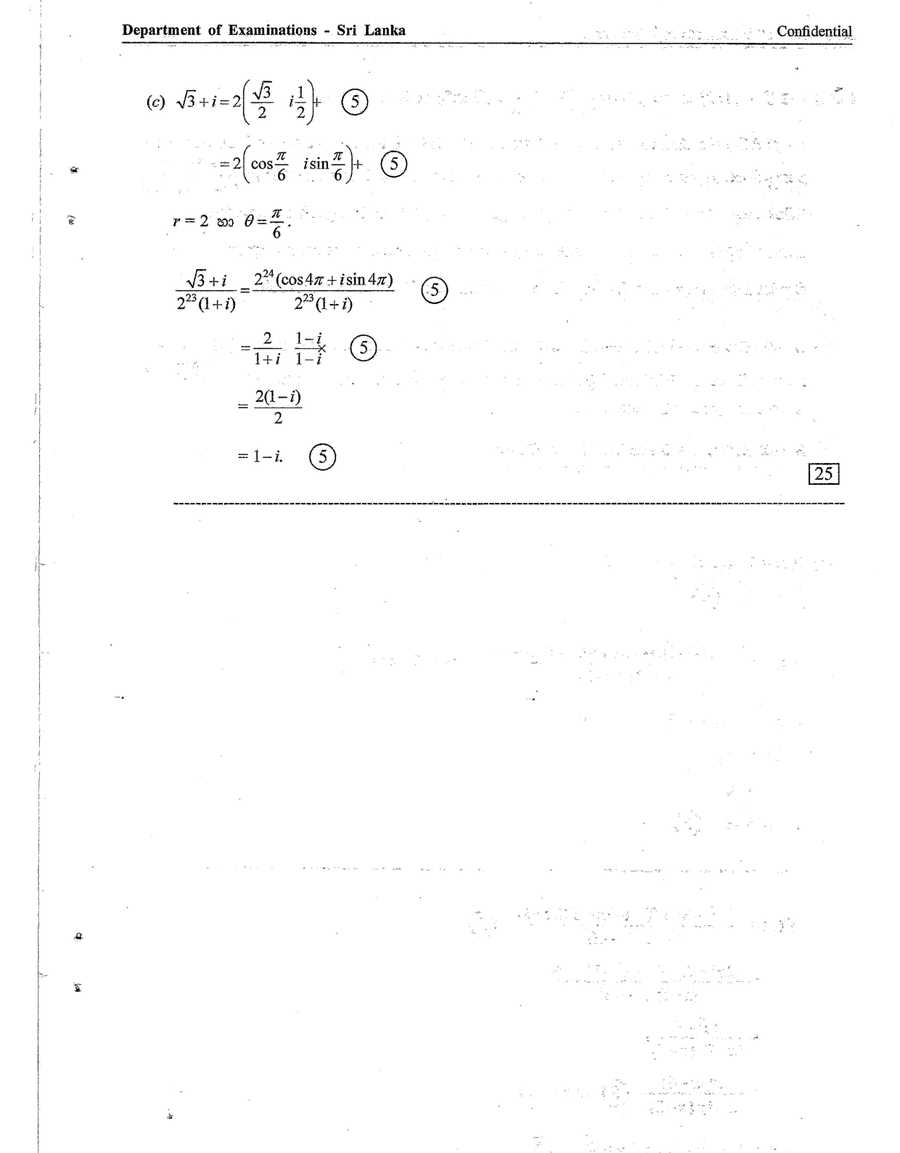 Department of Examinations - Sri Lanka Confidential
(c) √3 + i = 2(√3/2 i 1/2)+ ⑤
= 2(cos π/6 i sin π/6)+ ⑤
r = 2 හා θ = π/6 .
(√3 + i)/(2²³(1+i)) = (2²⁴(cos 4π + i sin 4π))/(2²³(1+i)) ⑤
= 2/(1+i) (1−i)/(1−i) × ⑤
= 2(1−i)/2
= 1−i. ⑤
25